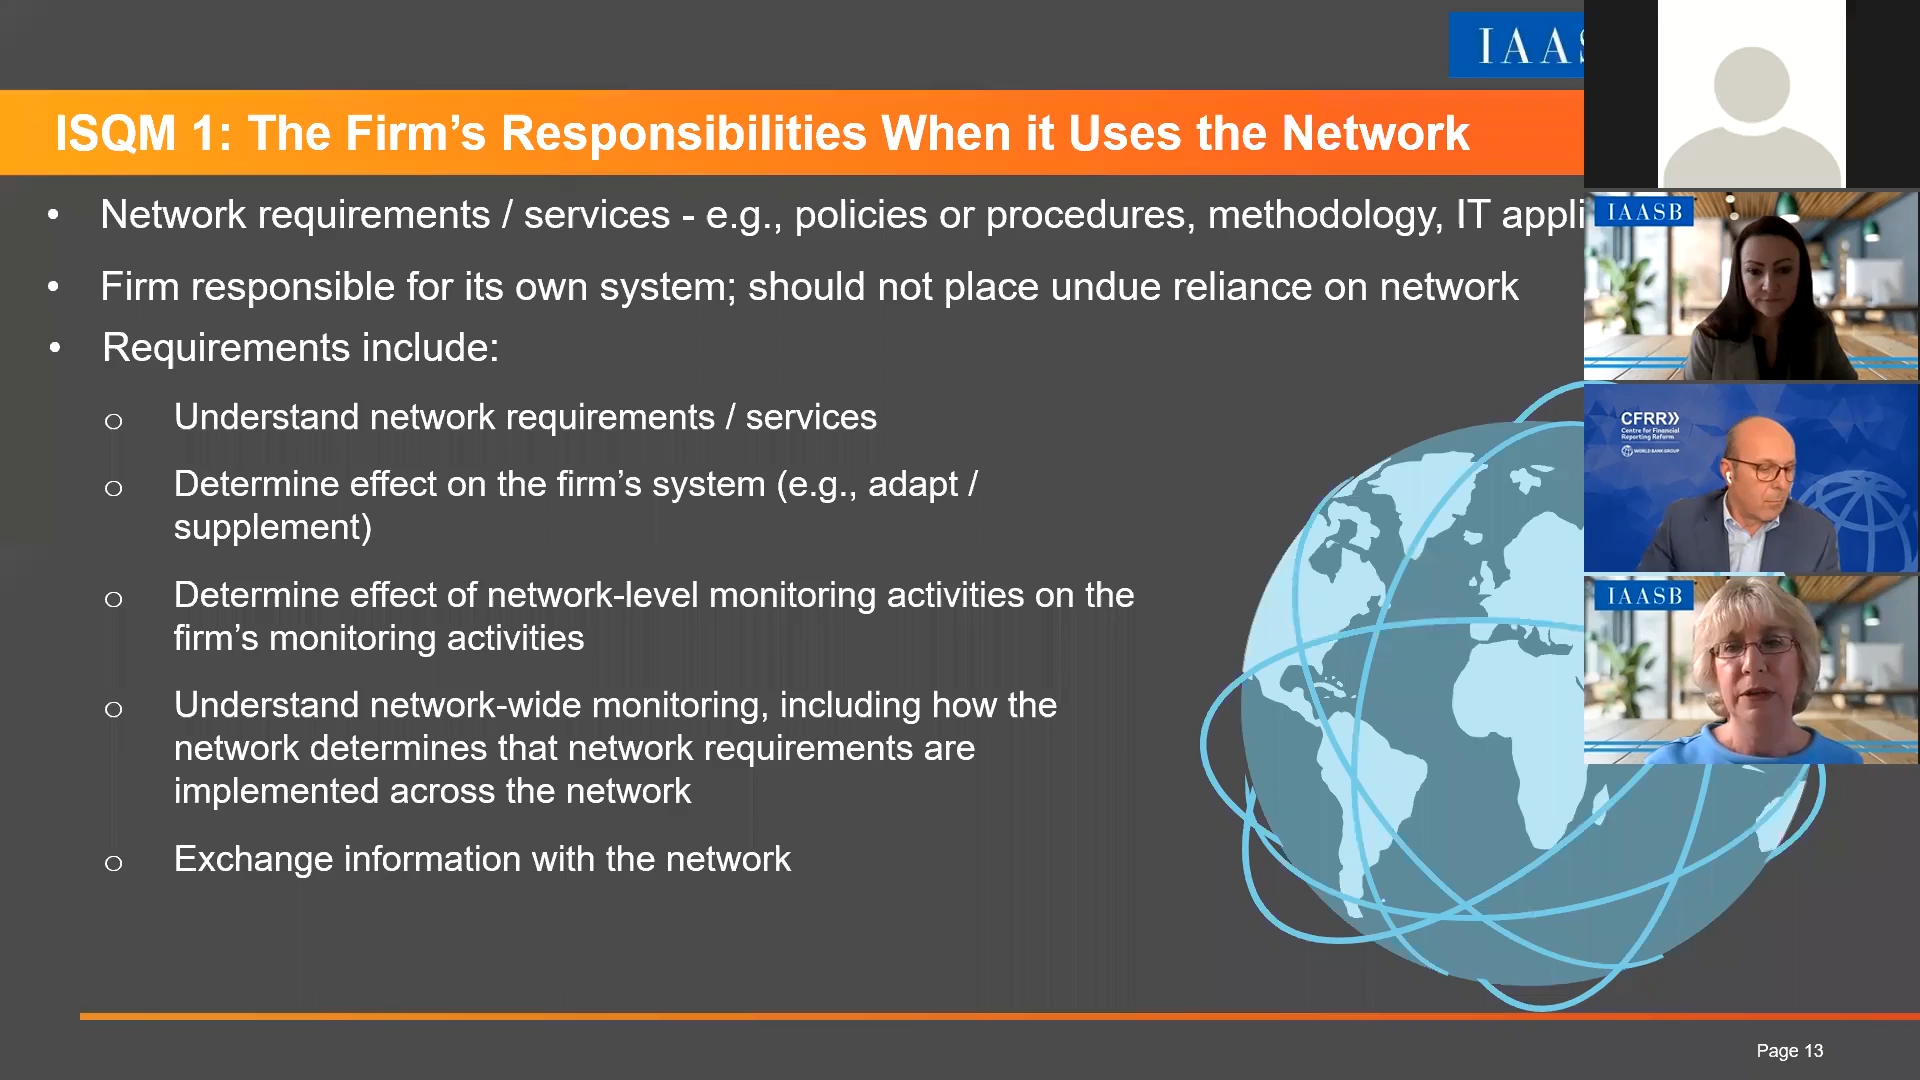 IAAS
ISQM 1: The Firm’s Responsibilities When it Uses the Network
• Network requirements / services - e.g., policies or procedures, methodology, IT appli
• Firm responsible for its own system; should not place undue reliance on network
• Requirements include:
o Understand network requirements / services
o Determine effect on the firm’s system (e.g., adapt /
supplement)
o Determine effect of network-level monitoring activities on the
firm’s monitoring activities
o Understand network-wide monitoring, including how the
network determines that network requirements are
implemented across the network
o Exchange information with the network
Page 13
IAASB
CFRR
Centre for Financial
Reporting Reform
WORLD BANK GROUP
IAASB